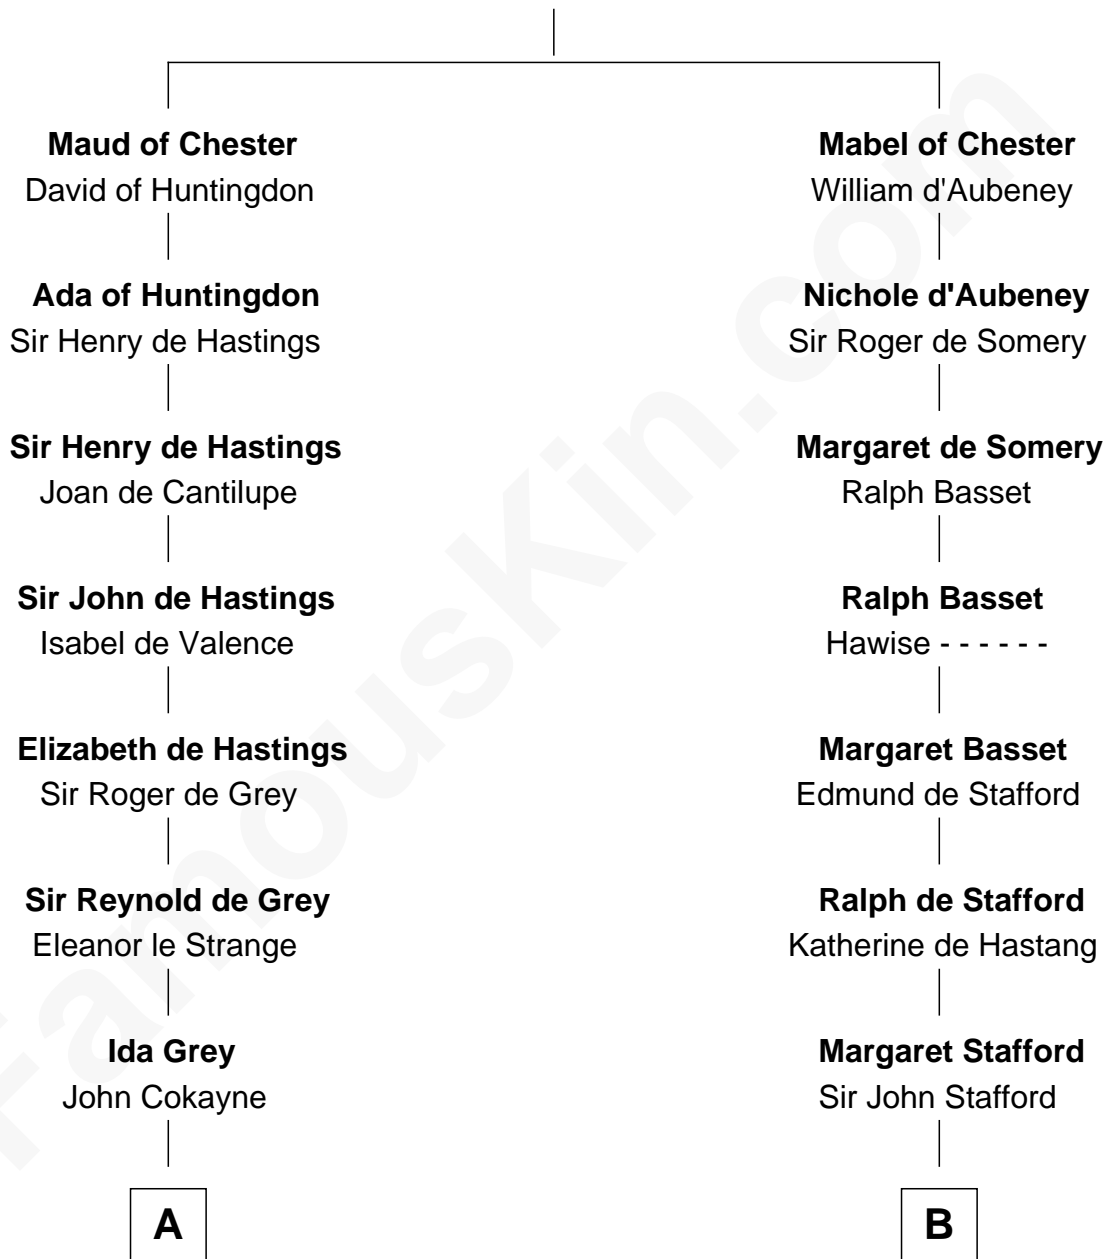 Maud of Chester
David of Huntingdon
Ada of Huntingdon
Sir Henry de Hastings
Sir Henry de Hastings
Joan de Cantilupe
Sir John de Hastings
Isabel de Valence
Elizabeth de Hastings
Sir Roger de Grey
Sir Reynold de Grey
Eleanor le Strange
Ida Grey
John Cokayne
A
Mabel of Chester
William d'Aubeney
Nichole d'Aubeney
Sir Roger de Somery
Margaret de Somery
Ralph Basset
Ralph Basset
Hawise - - - - - -
Margaret Basset
Edmund de Stafford
Ralph de Stafford
Katherine de Hastang
Margaret Stafford
Sir John Stafford
B
FamousKin.com